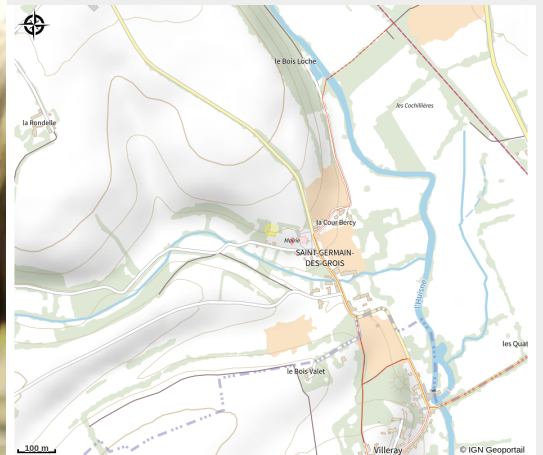 le Bois Loche
les Cochillières
la Rondelle
la Cour Bercy
Mairie
SAINT-GERMAIN-
DES-GROIS
l'Huisne
les Quat
le Bois Valet
Villeray
100 m
© IGN Geoportail